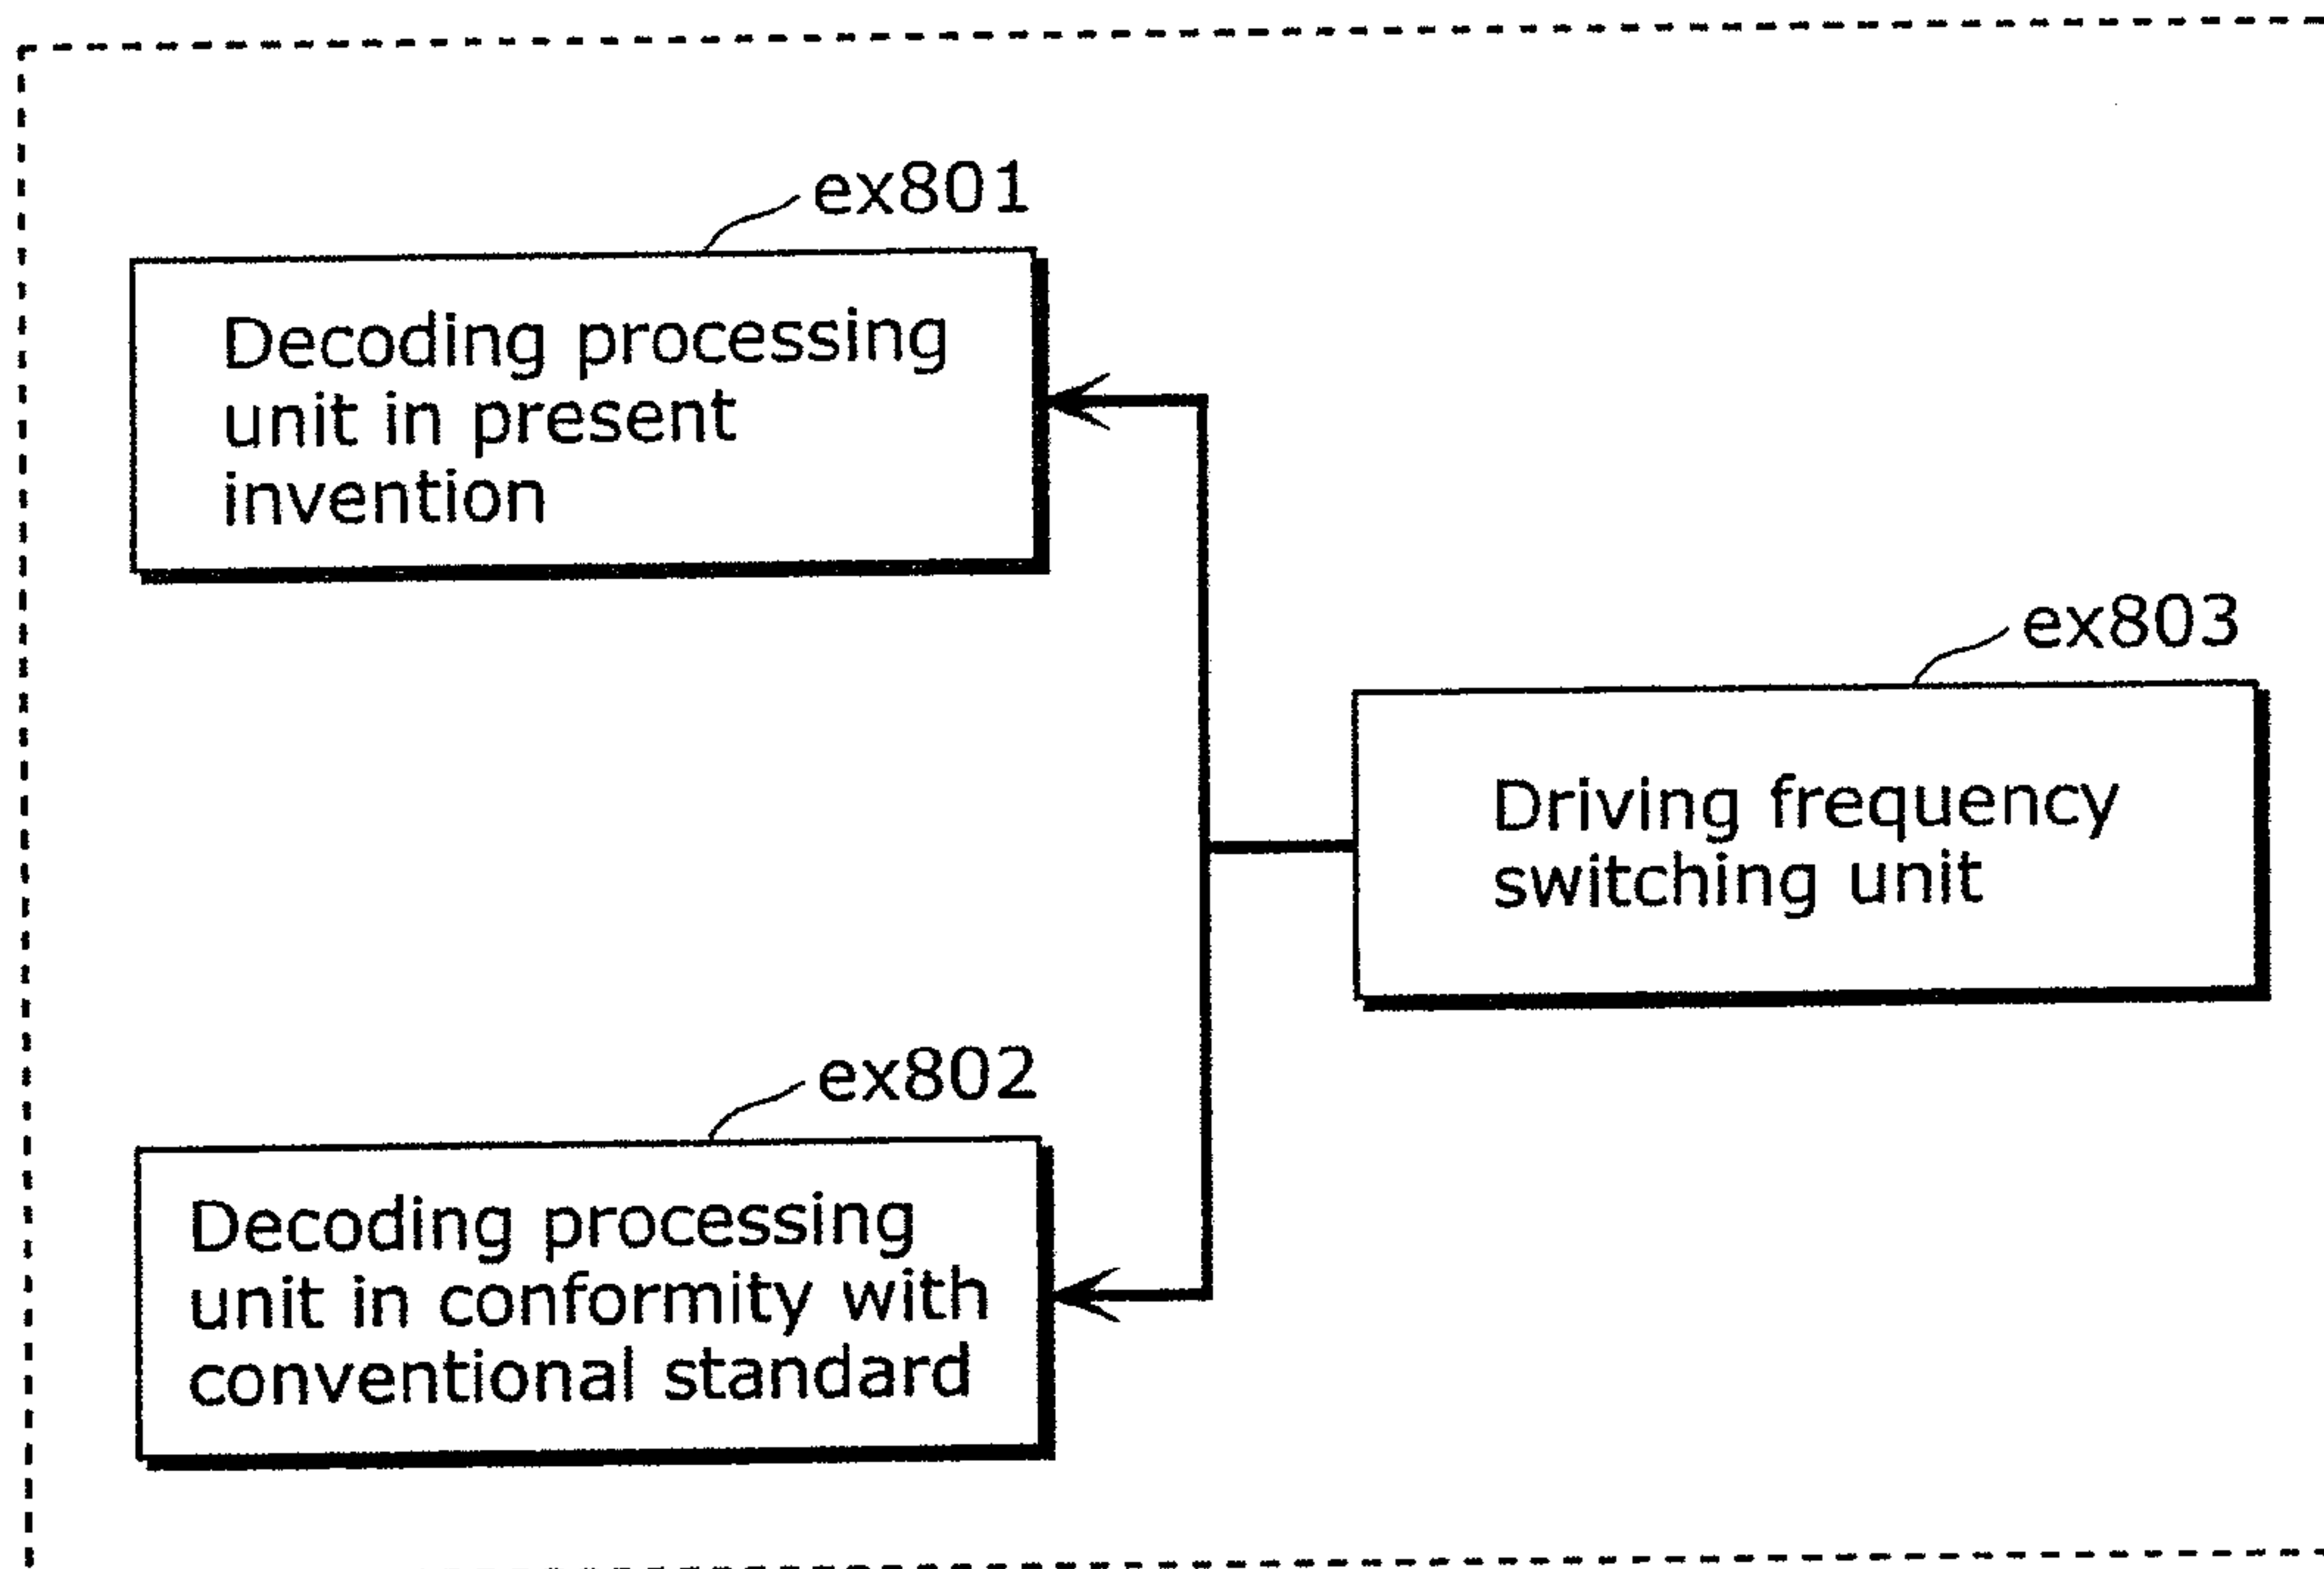 ex801
Decoding processing
unit in present
invention
ex803
Driving frequency
switching unit
ex802
Decoding processing
unit in conformity with
conventional standard